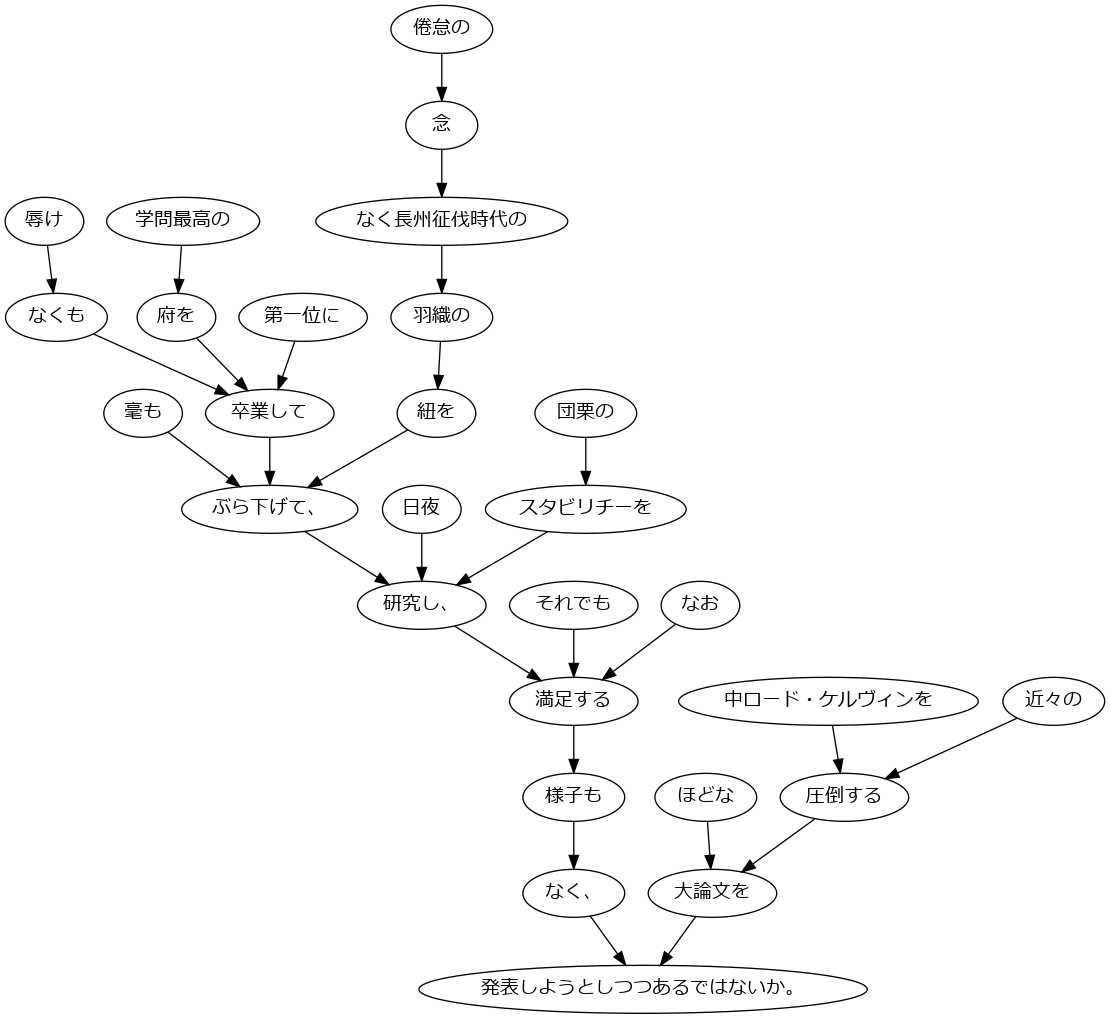 倦怠の
念
辱け
学問最高の
なく長州征伐時代の
なくも
府を
第一位に
羽織の
毫も
卒業して
紐を
団栗の
ぶら下げて、
日夜
スタビリチーを
研究し、
それでも
なお
満足する
中ロード・ケルヴィンを
近々の
様子も
ほどな
圧倒する
なく、
大論文を
発表しようとしつつあるではないか。